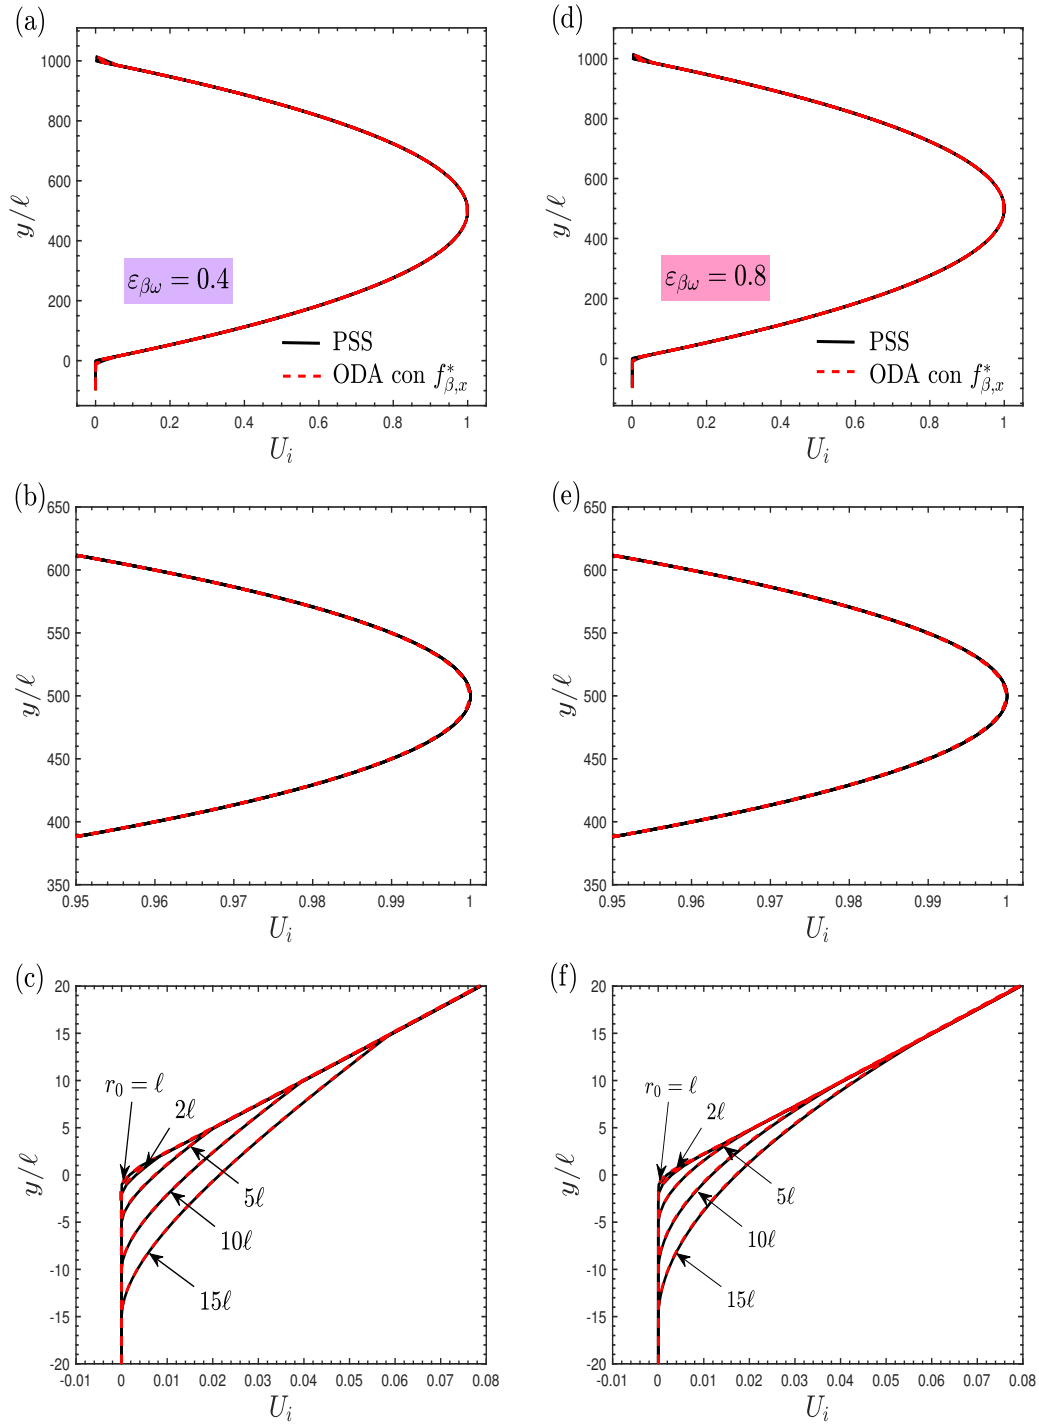 (a)
1000
800
600
400
200
0
y/ℓ
ε_{βω} = 0.4
PSS
ODA con f*_{β,x}
0 0.2 0.4 0.6 0.8 1
U_i
(d)
1000
800
600
400
200
0
y/ℓ
ε_{βω} = 0.8
PSS
ODA con f*_{β,x}
0 0.2 0.4 0.6 0.8 1
U_i
(b)
650
600
550
500
450
400
350
y/ℓ
0.95 0.96 0.97 0.98 0.99 1
U_i
(e)
650
600
550
500
450
400
350
y/ℓ
0.95 0.96 0.97 0.98 0.99 1
U_i
(c)
20
15
10
5
0
-5
-10
-15
-20
y/ℓ
r_0 = ℓ
2ℓ
5ℓ
10ℓ
15ℓ
-0.01 0 0.01 0.02 0.03 0.04 0.05 0.06 0.07 0.08
U_i
(f)
20
15
10
5
0
-5
-10
-15
-20
y/ℓ
r_0 = ℓ
2ℓ
5ℓ
10ℓ
15ℓ
-0.01 0 0.01 0.02 0.03 0.04 0.05 0.06 0.07 0.08
U_i